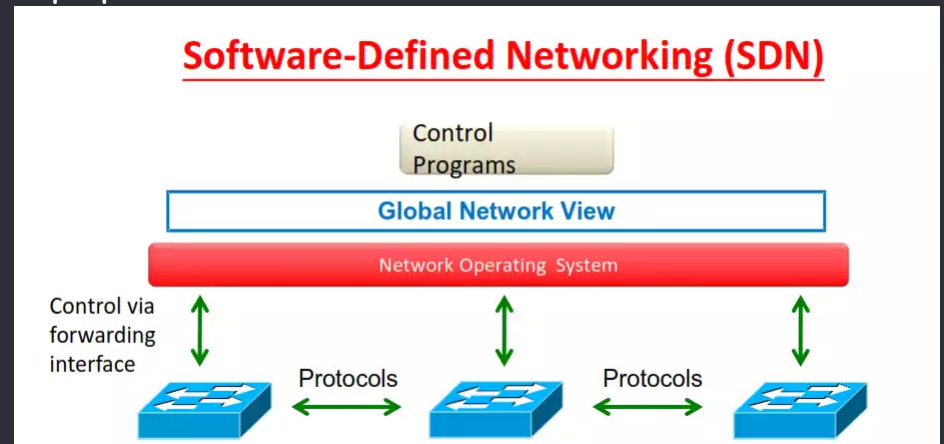 Software-Defined Networking (SDN)
Control
Programs
Global Network View
Network Operating System
Control via
forwarding
interface
Protocols
Protocols